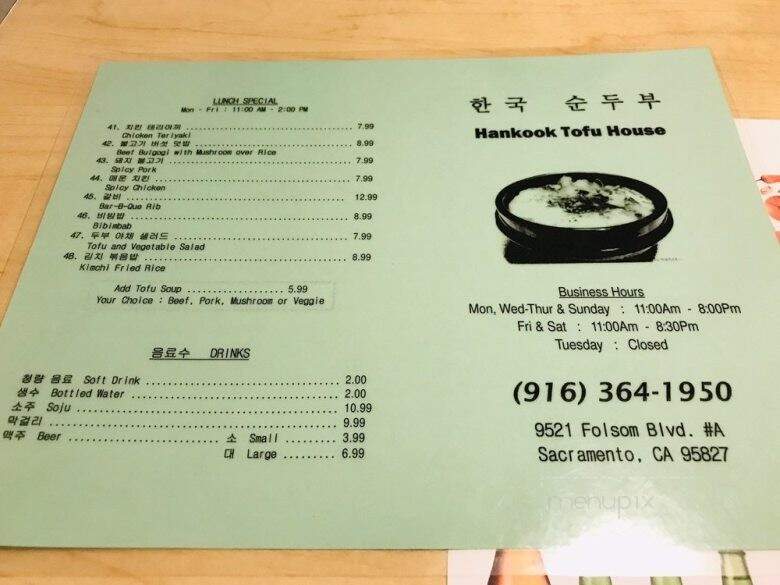 LUNCH SPECIAL
Mon - Fri : 11:00 AM - 2:00 PM
41. 치킨 테리야끼 7.99
Chicken Teriyaki
42. 불고기 버섯 덧밥 8.99
Beef Bulgogi with Mushroom over Rice
43. 돼지 불고기 7.99
Spicy Pork
44. 매운 치킨 7.99
Spicy Chicken
45. 갈비 12.99
Bar-B-Que Rib
46. 비빔밥 8.99
Bibimbab
47. 두부 야채 샐러드 7.99
Tofu and Vegetable Salad
48. 김치 볶음밥 8.99
Kimchi Fried Rice
Add Tofu Soup 5.99
Your Choice : Beef, Pork, Mushroom or Veggie
음료수 DRINKS
청량 음료 Soft Drink 2.00
생수 Bottled Water 2.00
소주 Soju 10.99
막걸리 9.99
맥주 Beer 소 Small 3.99
대 Large 6.99
한국 순두부
Hankook Tofu House
Business Hours
Mon, Wed-Thur & Sunday : 11:00Am - 8:00Pm
Fri & Sat : 11:00Am - 8:30Pm
Tuesday : Closed
(916) 364-1950
9521 Folsom Blvd. #A
Sacramento, CA 95827
menupix